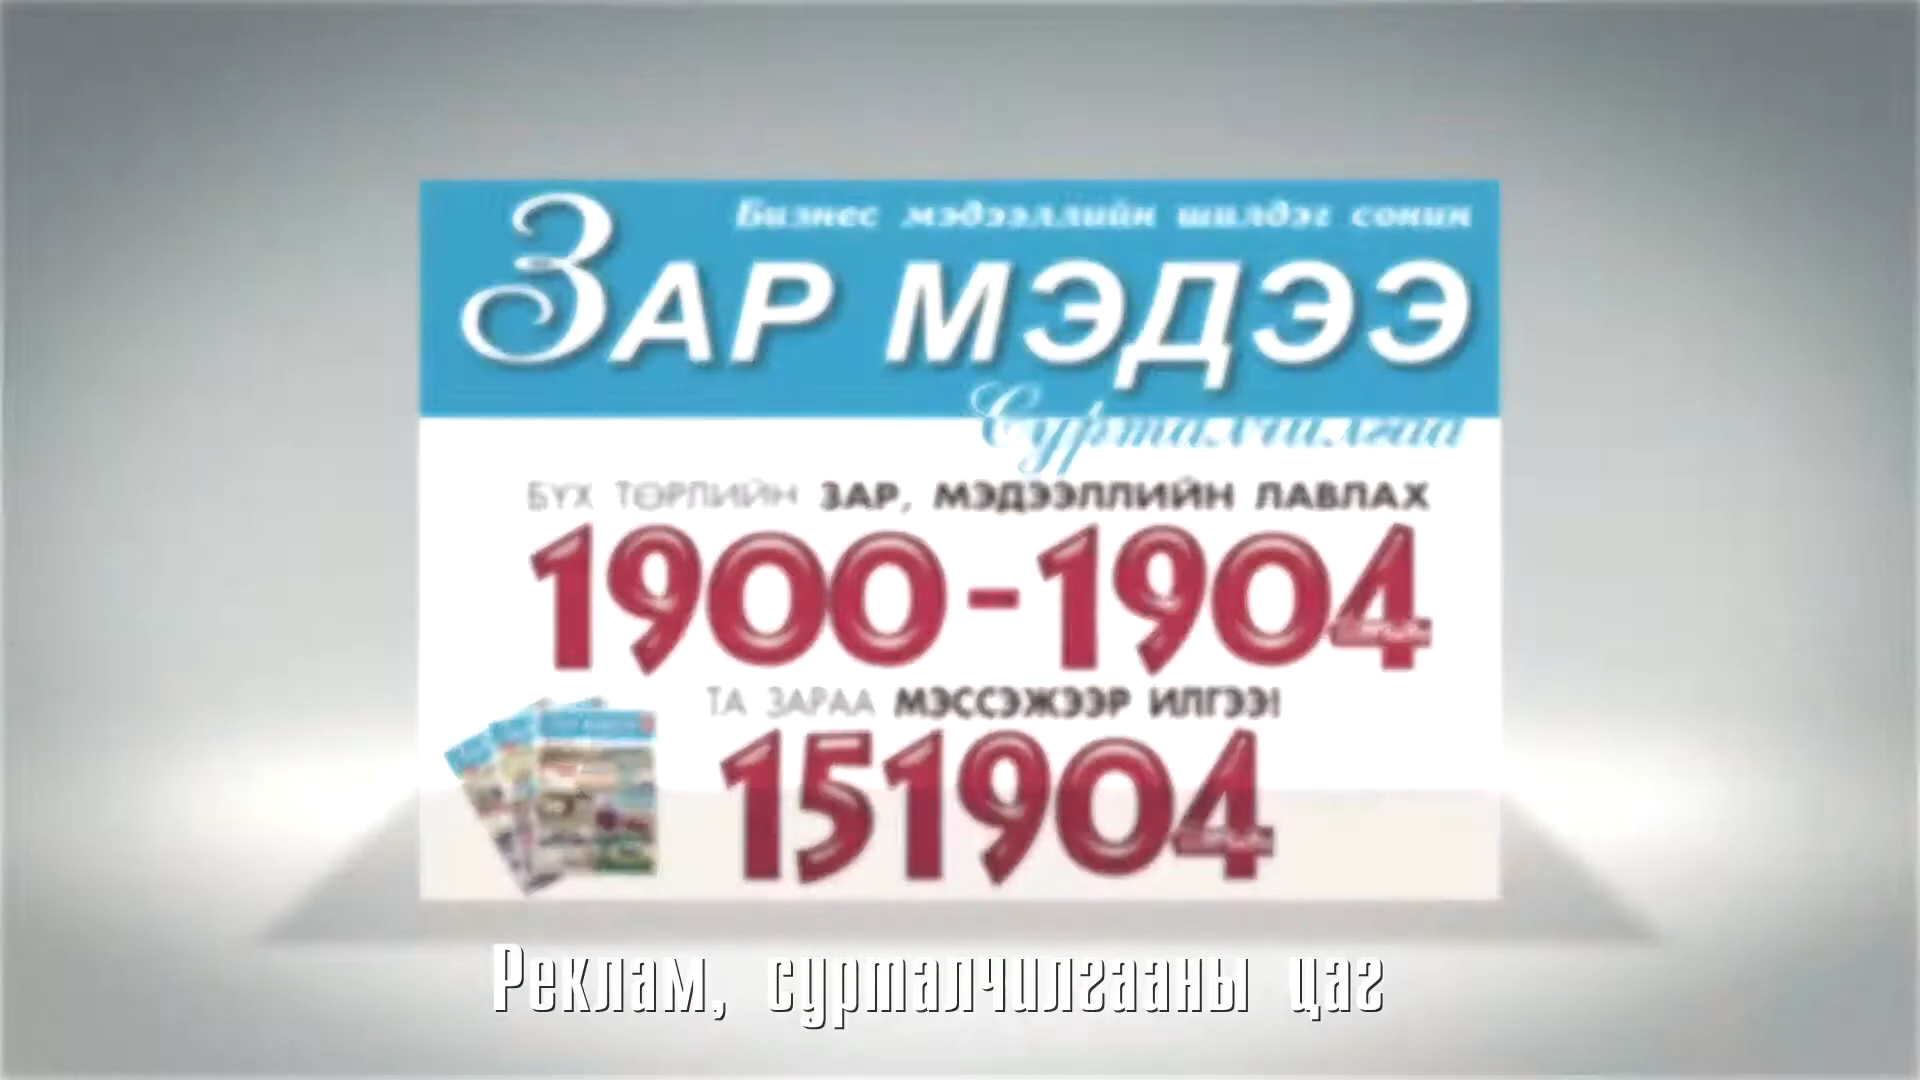 Бизнес мэдээллийн шилдэг сонин
ЗАР МЭДЭЭ
Сурталчилгаа
БҮХ ТӨРЛИЙН ЗАР, МЭДЭЭЛЛИЙН ЛАВЛАХ
1900-1904
ТА ЗАРАА МЭССЭЖЭЭР ИЛГЭЭ!
151904
Реклам, сурталчилгааны цаг